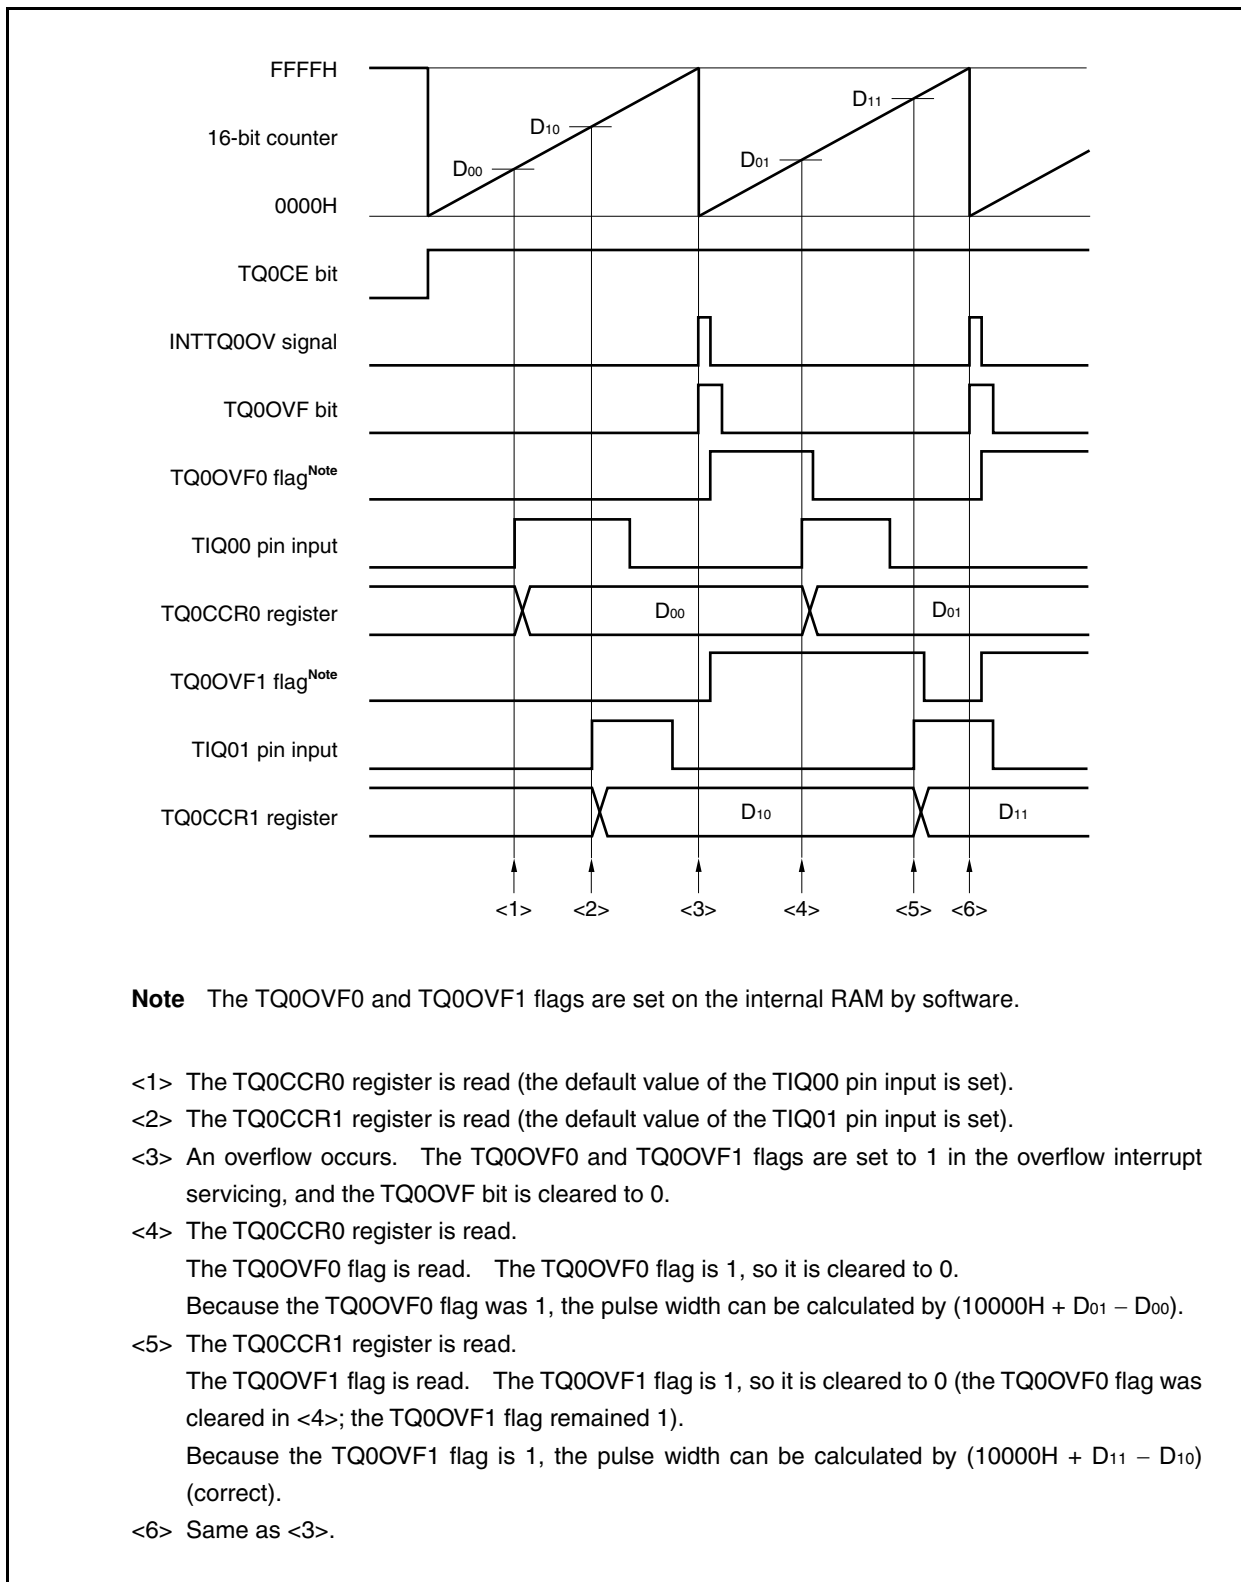 FFFFH
D11
D10
16-bit counter
D01
D00
0000H
TQ0CE bit
INTTQ0OV signal
TQ0OVF bit
TQ0OVF0 flagNote
TIQ00 pin input
TQ0CCR0 register
D00
D01
TQ0OVF1 flagNote
TIQ01 pin input
TQ0CCR1 register
D10
D11
<1> <2> <3> <4> <5> <6>
Note The TQ0OVF0 and TQ0OVF1 flags are set on the internal RAM by software.
<1> The TQ0CCR0 register is read (the default value of the TIQ00 pin input is set).
<2> The TQ0CCR1 register is read (the default value of the TIQ01 pin input is set).
<3> An overflow occurs. The TQ0OVF0 and TQ0OVF1 flags are set to 1 in the overflow interrupt
servicing, and the TQ0OVF bit is cleared to 0.
<4> The TQ0CCR0 register is read.
The TQ0OVF0 flag is read. The TQ0OVF0 flag is 1, so it is cleared to 0.
Because the TQ0OVF0 flag was 1, the pulse width can be calculated by (10000H + D01 − D00).
<5> The TQ0CCR1 register is read.
The TQ0OVF1 flag is read. The TQ0OVF1 flag is 1, so it is cleared to 0 (the TQ0OVF0 flag was
cleared in <4>; the TQ0OVF1 flag remained 1).
Because the TQ0OVF1 flag is 1, the pulse width can be calculated by (10000H + D11 − D10)
(correct).
<6> Same as <3>.